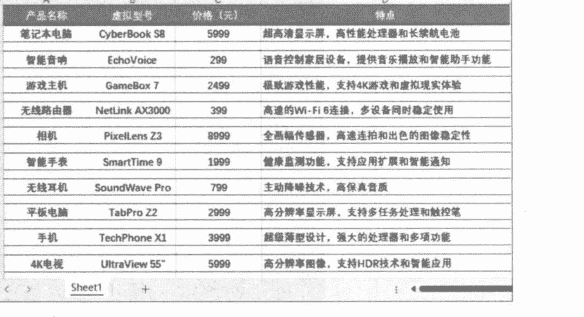 产品名称 虚拟型号 价格（元） 特点
笔记本电脑 CyberBook S8 5999 超高清显示屏，高性能处理器和长续航电池
智能音响 EchoVoice 299 语音控制家居设备，提供音乐播放和智能助手功能
游戏主机 GameBox 7 2499 极致游戏性能，支持4K游戏和虚拟现实体验
无线路由器 NetLink AX3000 399 高速的Wi-Fi 6连接，多设备同时稳定使用
相机 PixelLens Z3 8999 全画幅传感器，高速连拍和出色的图像稳定性
智能手表 SmartTime 9 1999 健康监测功能，支持应用扩展和智能通知
无线耳机 SoundWave Pro 799 主动降噪技术，高保真音质
平板电脑 TabPro Z2 2999 高分辨率显示屏，支持多任务处理和触控笔
手机 TechPhone X1 3999 超级薄型设计，强大的处理器和多项功能
4K电视 UltraView 55" 5999 高分辨率图像，支持HDR技术和智能应用
Sheet1